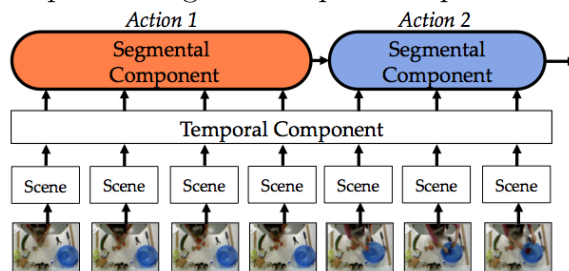 Action 1 Action 2
Segmental Component Segmental Component
Temporal Component
Scene Scene Scene Scene Scene Scene Scene